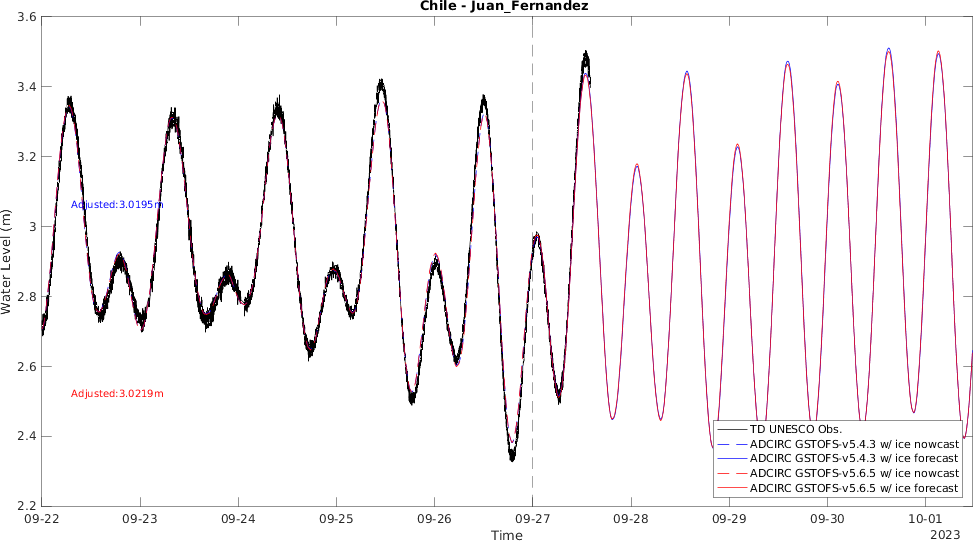 Chile - Juan_Fernandez
3.6
3.4
3.2
3
2.8
2.6
2.4
2.2
Water Level (m)
Adjusted:3.0195m
Adjusted:3.0219m
TD UNESCO Obs.
ADCIRC GSTOFS-v5.4.3 w/ ice nowcast
ADCIRC GSTOFS-v5.4.3 w/ ice forecast
ADCIRC GSTOFS-v5.6.5 w/ ice nowcast
ADCIRC GSTOFS-v5.6.5 w/ ice forecast
09-22 09-23 09-24 09-25 09-26 09-27 09-28 09-29 09-30 10-01
Time
2023